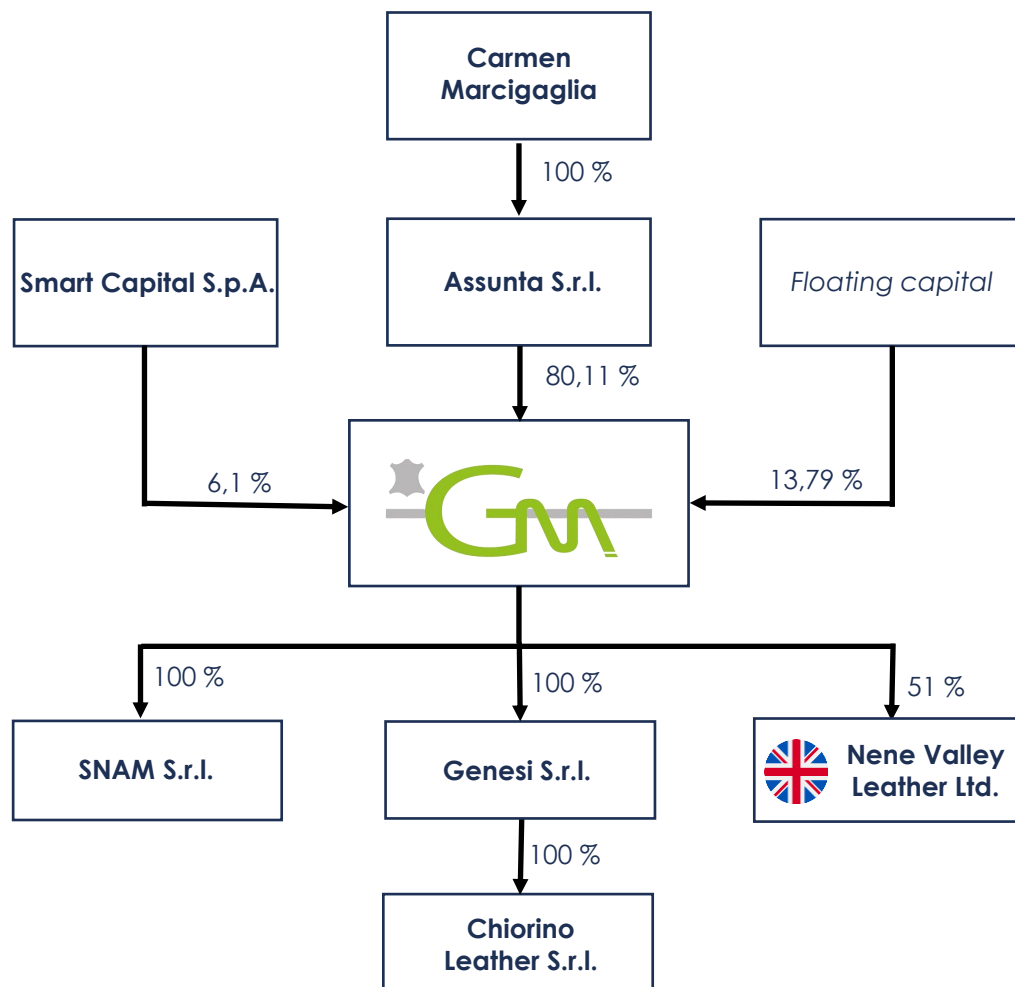 Carmen
Marcigaglia
100 %
Smart Capital S.p.A.
Assunta S.r.l.
Floating capital
80,11 %
6,1 %
13,79 %
Gm
100 %
100 %
51 %
SNAM S.r.l.
Genesi S.r.l.
Nene Valley
Leather Ltd.
100 %
Chiorino
Leather S.r.l.